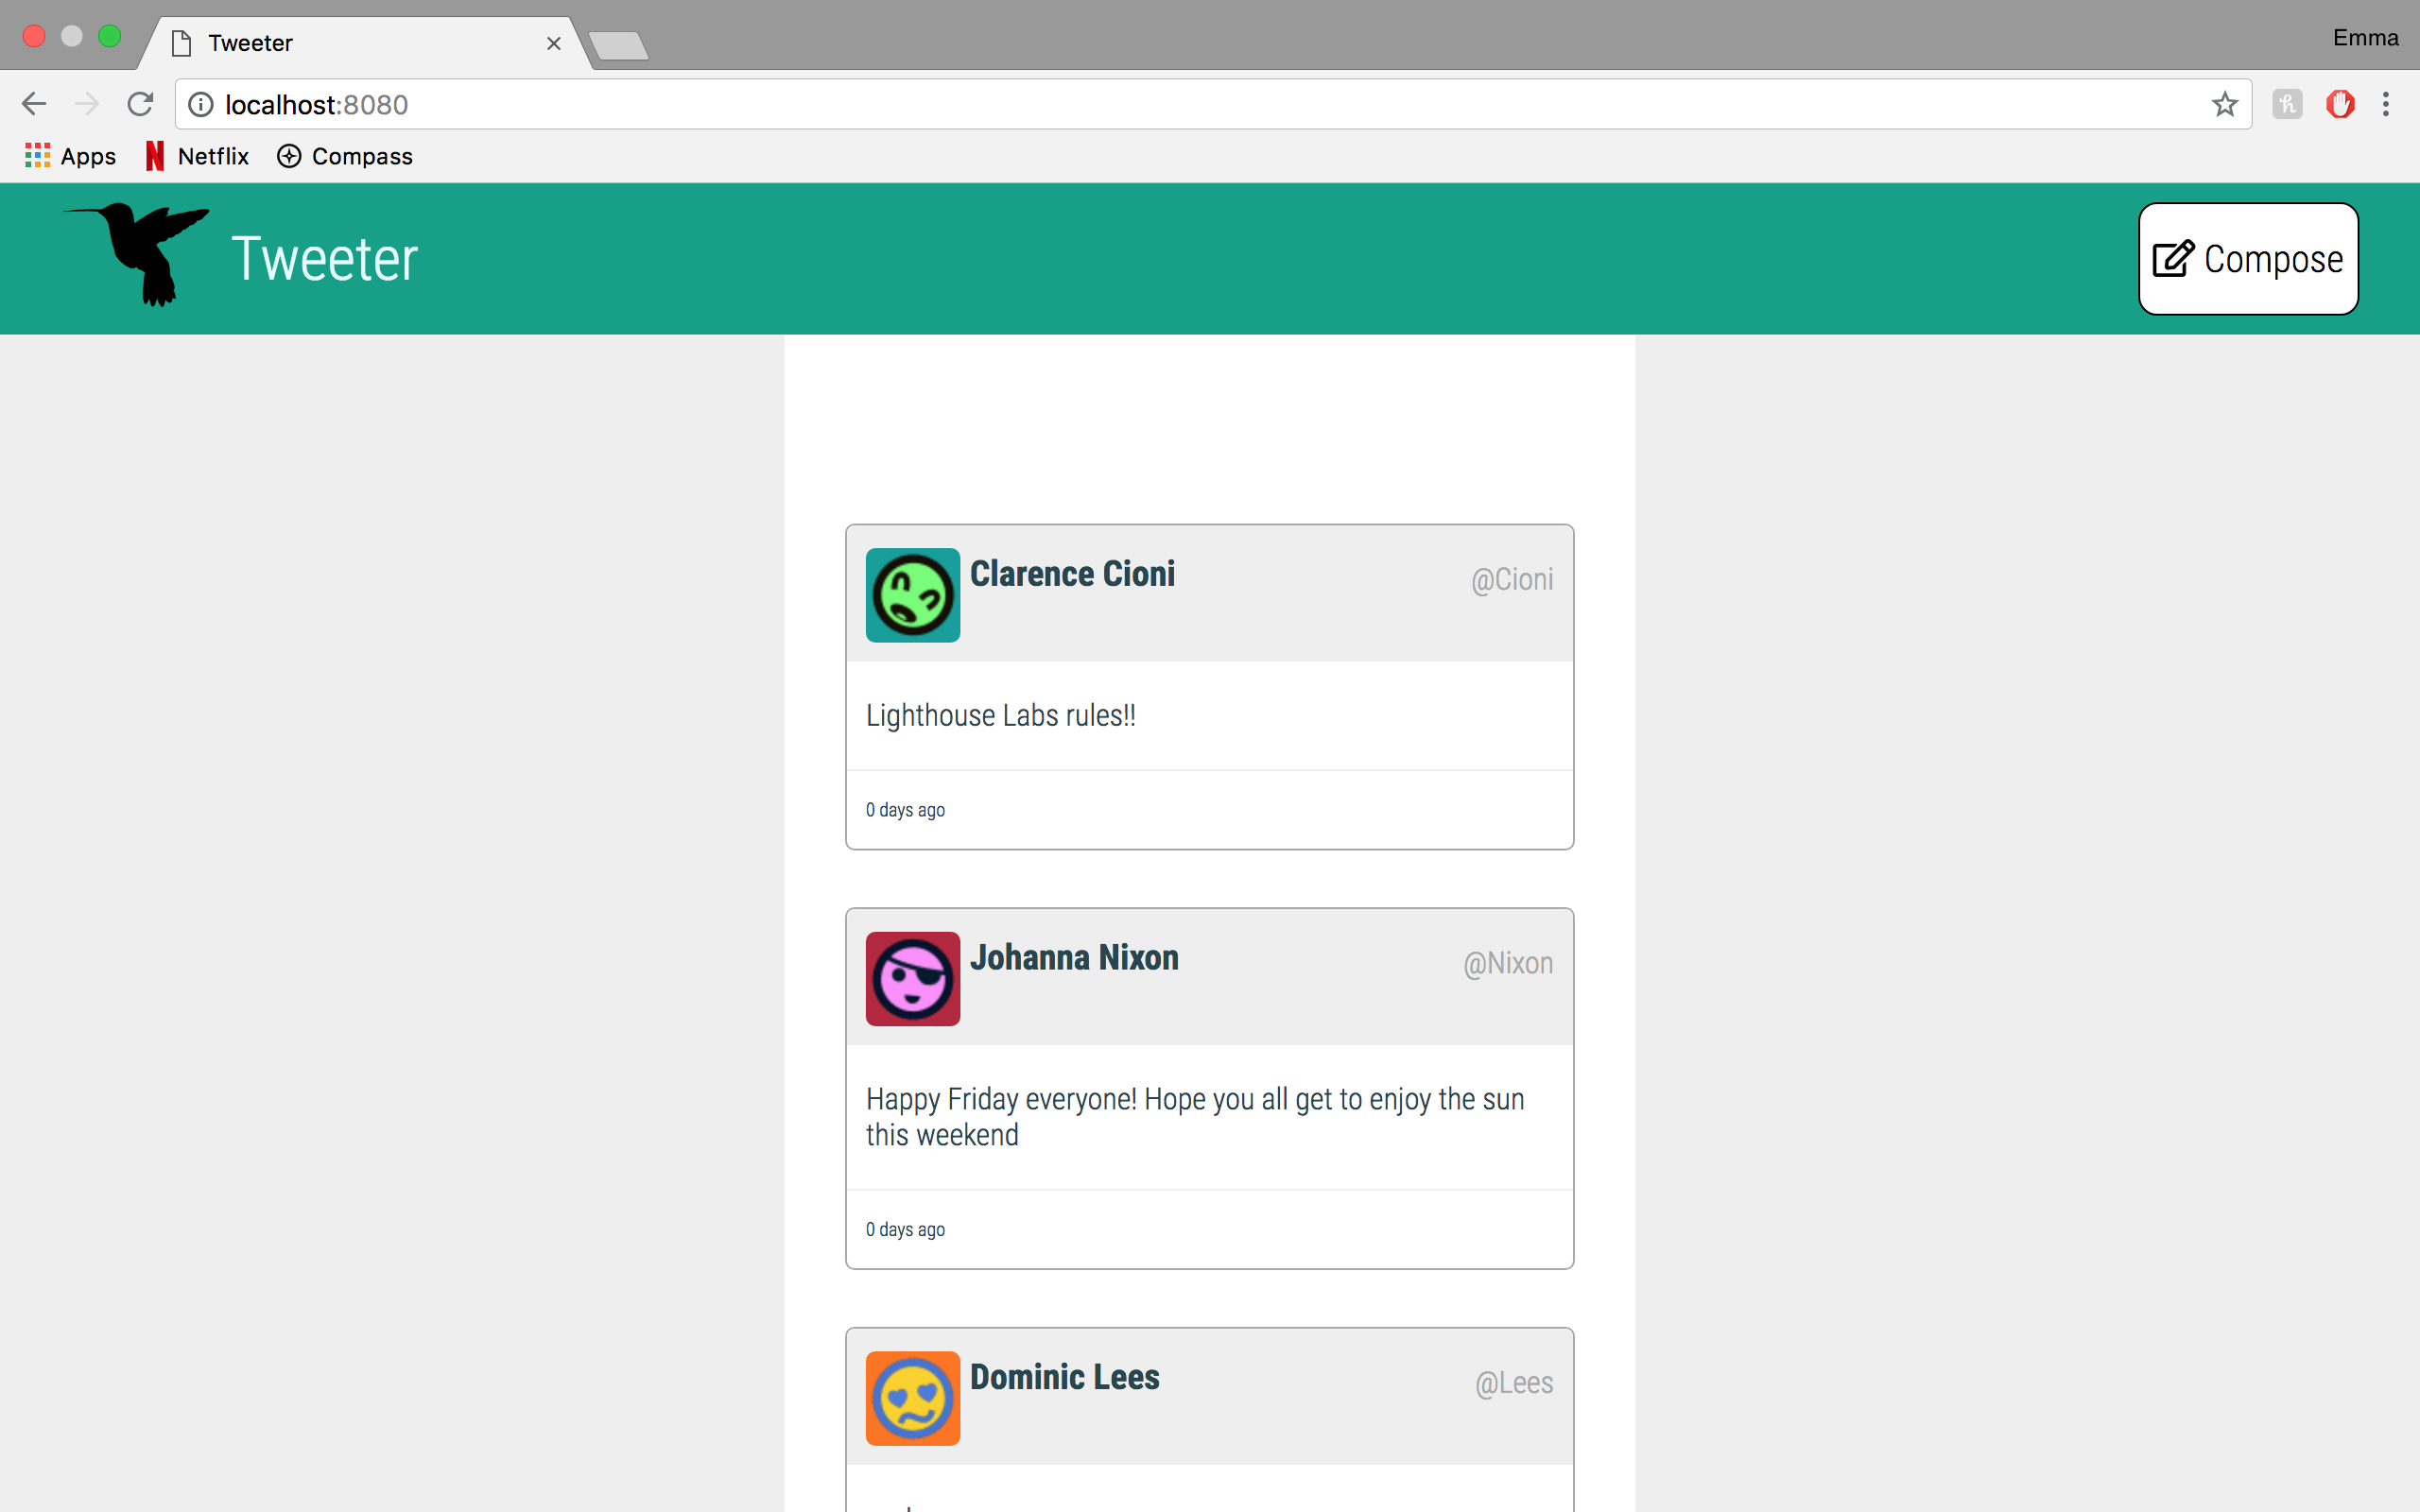 Tweeter
Emma
localhost:8080
Apps Netflix Compass
Tweeter
Compose
Clarence Cioni @Cioni
Lighthouse Labs rules!!
0 days ago
Johanna Nixon @Nixon
Happy Friday everyone! Hope you all get to enjoy the sun
this weekend
0 days ago
Dominic Lees @Lees